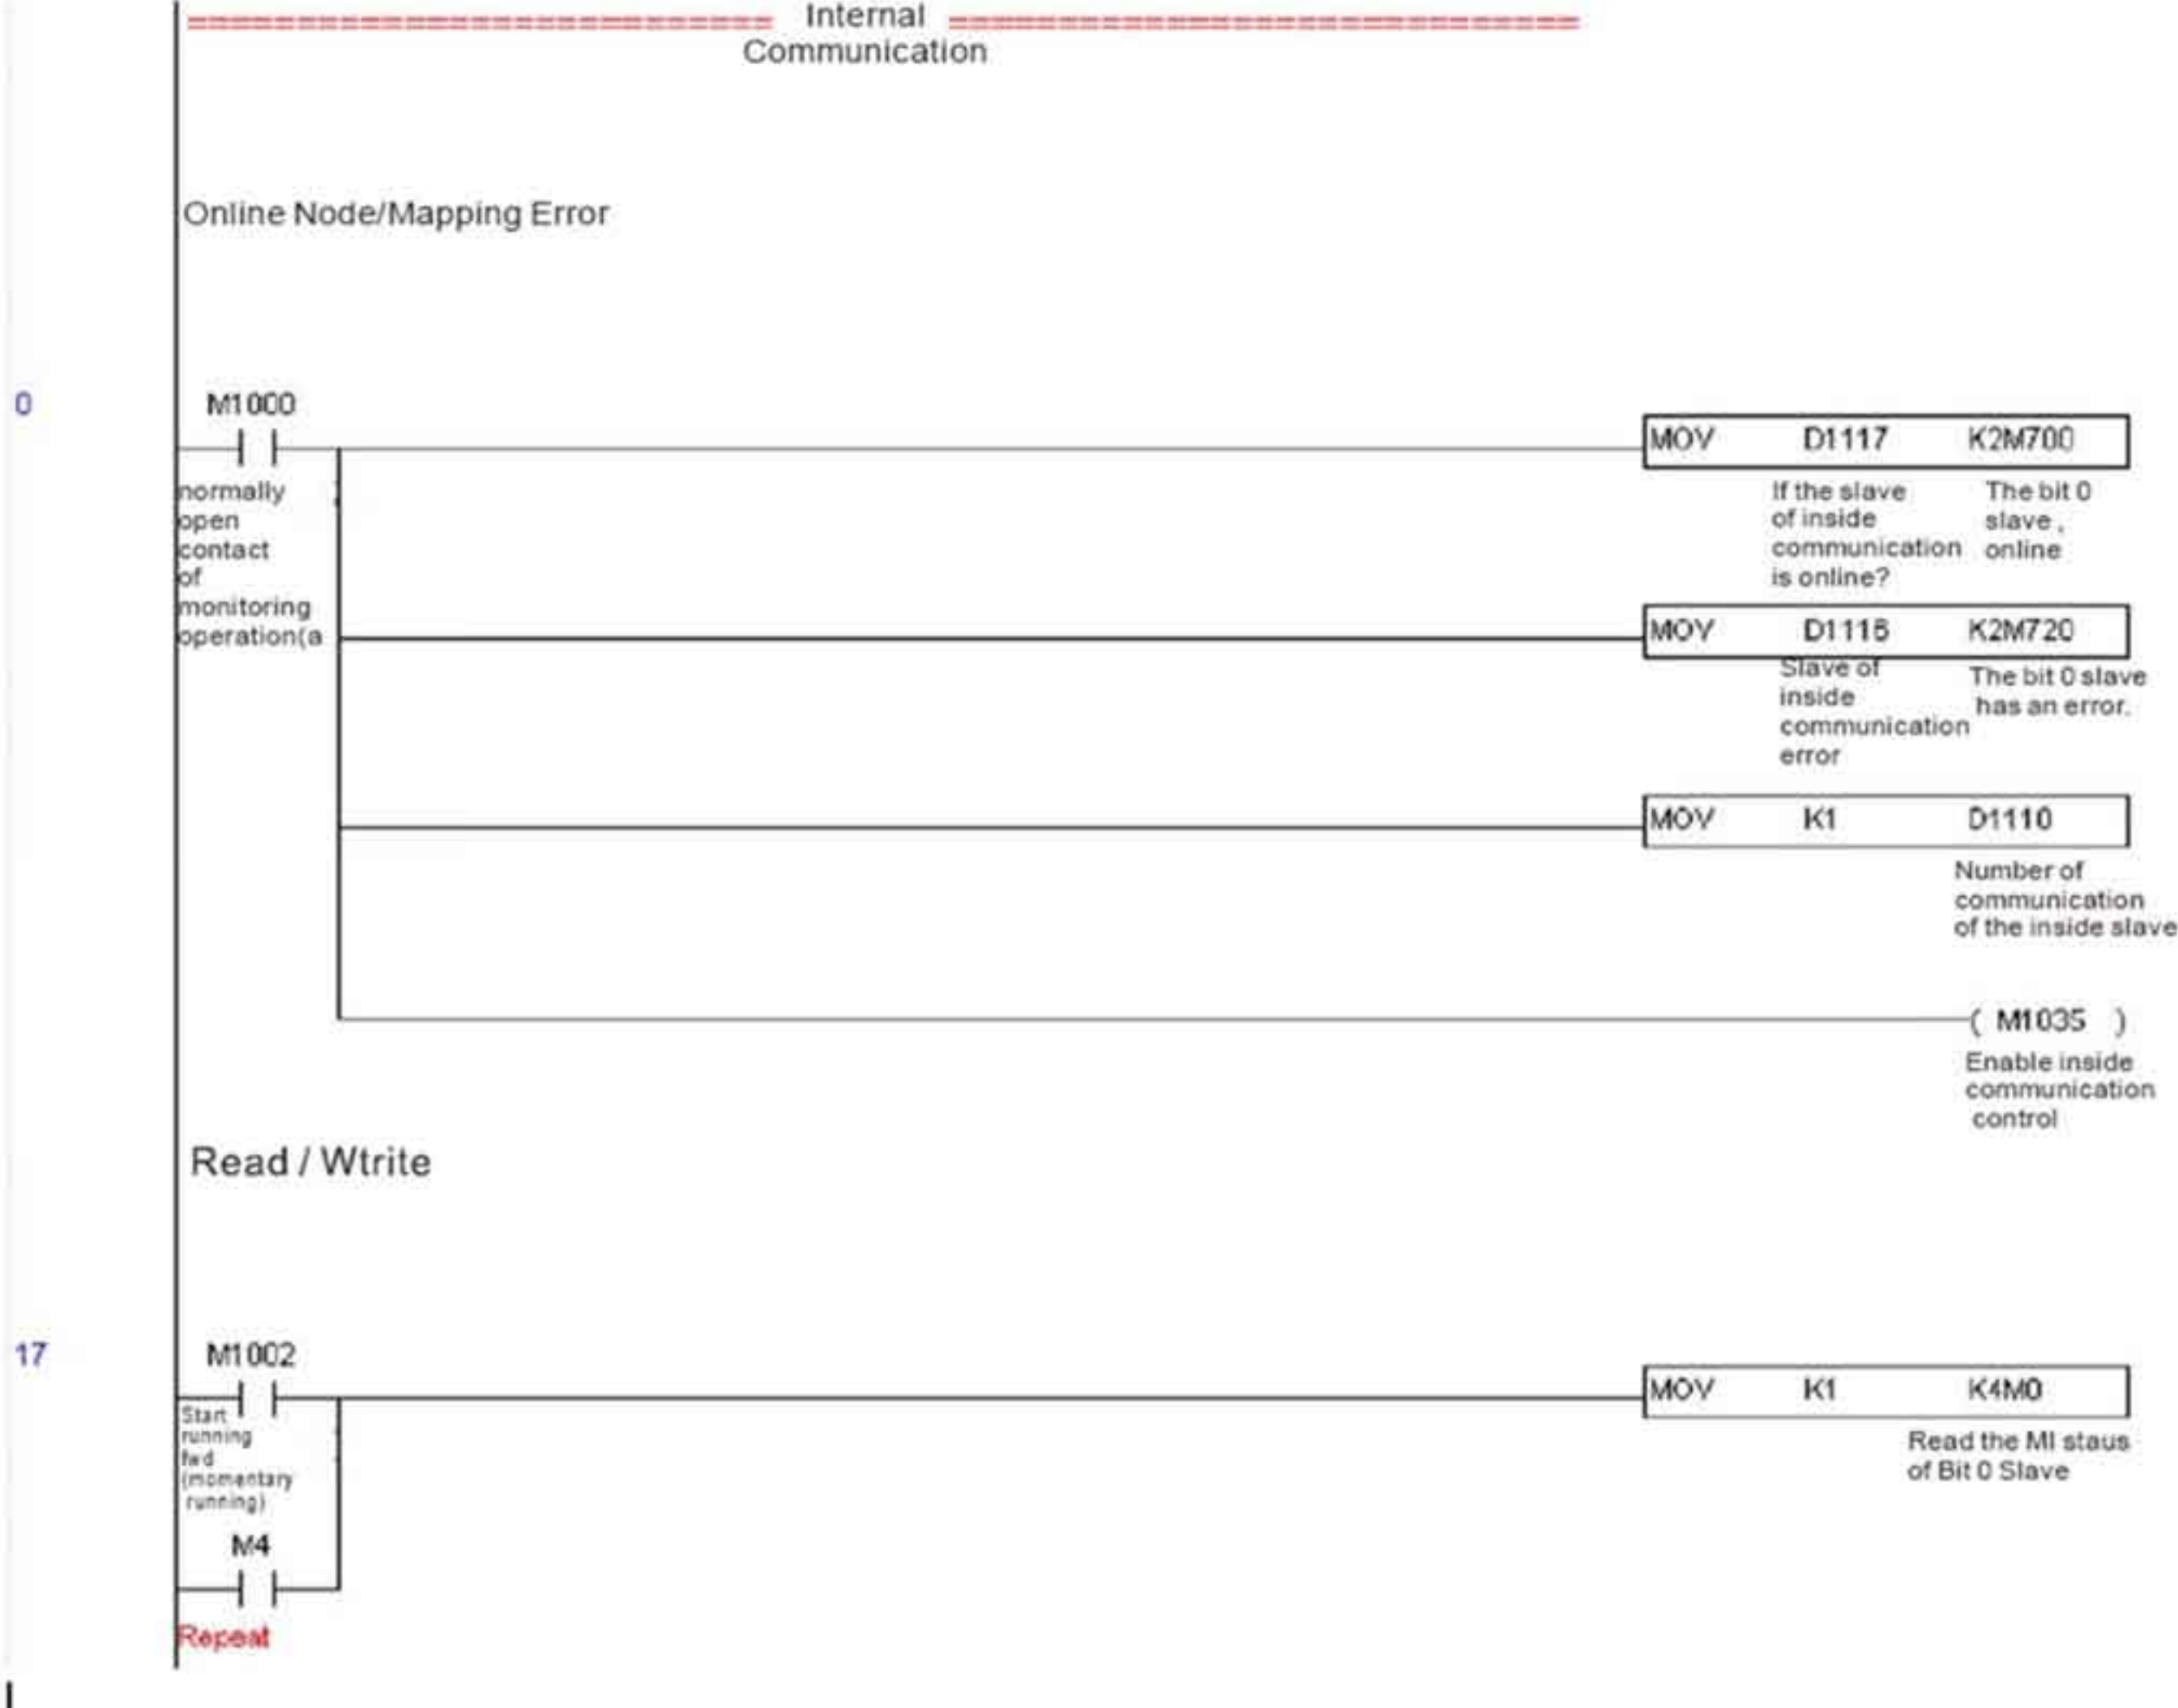 ============================ Internal ==============================
Communication
Online Node/Mapping Error
0
M1000
MOV D1117 K2M700
normally
open
contact
of
monitoring
operation(a
If the slave
of inside
communication
is online?
The bit 0
slave ,
online
MOV D1116 K2M720
Slave of
inside
communication
error
The bit 0 slave
has an error.
MOV K1 D1110
Number of
communication
of the inside slave
( M1035 )
Enable inside
communication
control
Read / Wtrite
17
M1002
MOV K1 K4M0
Start
running
fwd
(momentary
running)
Read the MI staus
of Bit 0 Slave
M4
Repeat